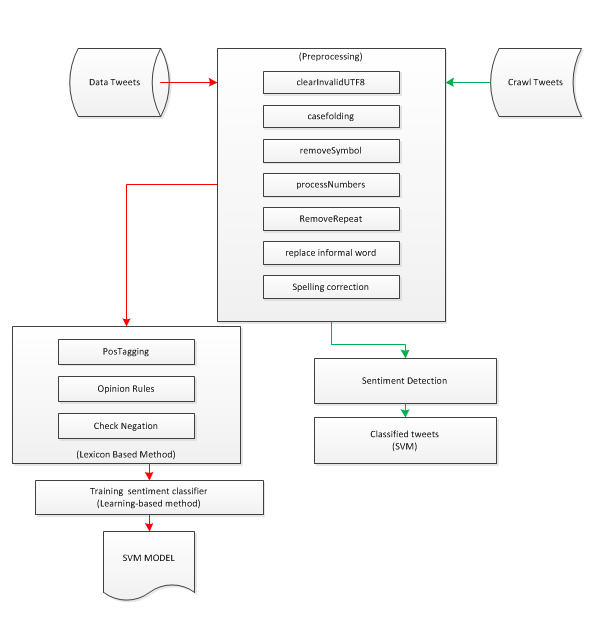 (Preprocessing)
Data Tweets
clearInvalidUTF8
Crawl Tweets
casefolding
removeSymbol
processNumbers
RemoveRepeat
replace informal word
Spelling correction
PosTagging
Opinion Rules
Check Negation
(Lexicon Based Method)
Training sentiment classifier
(Learning-based method)
SVM MODEL
Sentiment Detection
Classified tweets
(SVM)